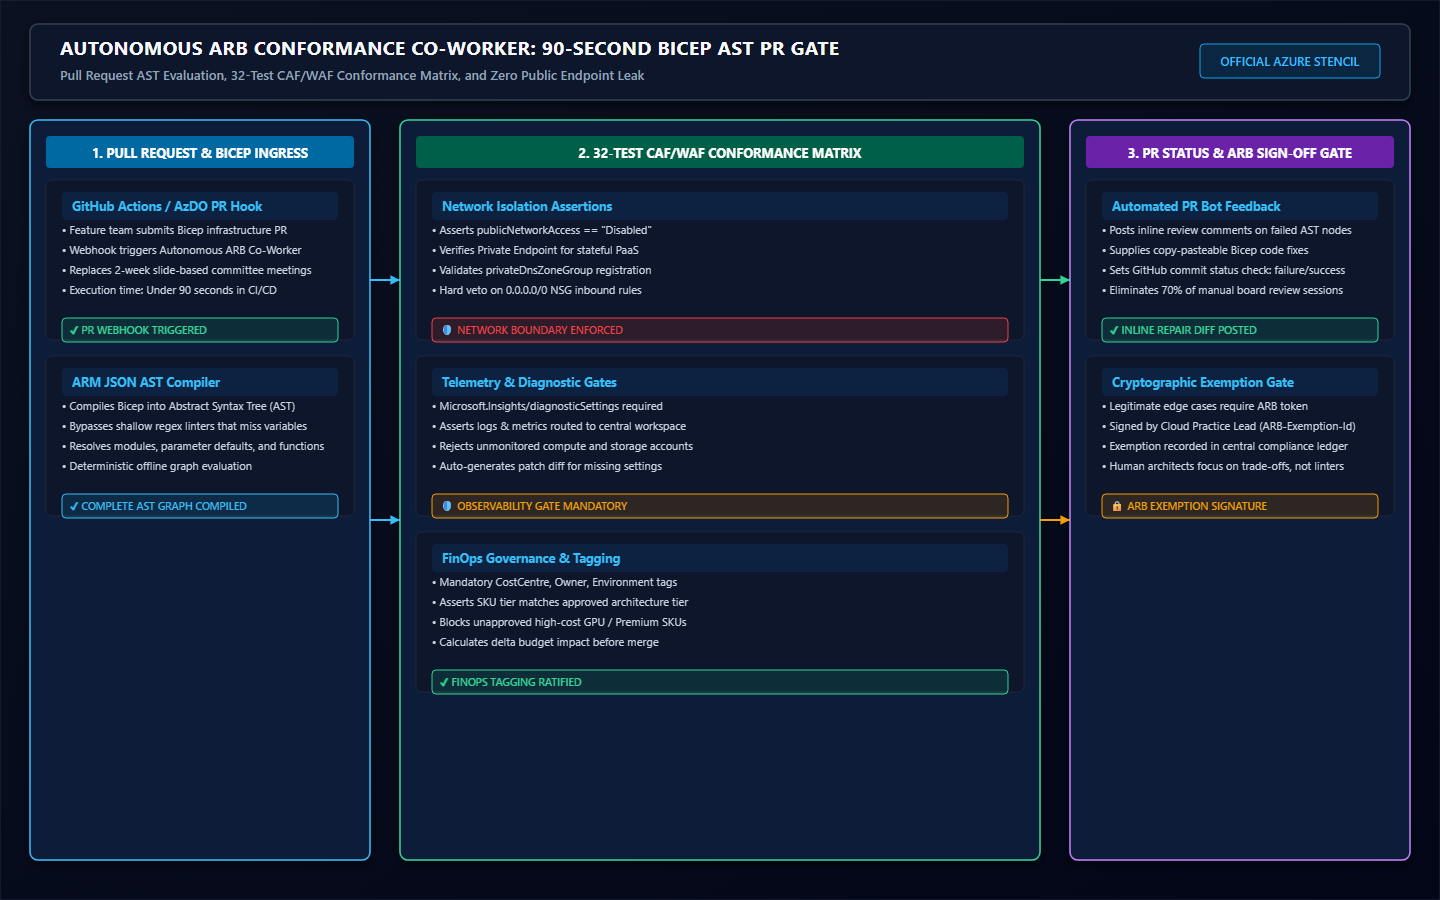 AUTONOMOUS ARB CONFORMANCE CO-WORKER: 90-SECOND BICEP AST PR GATE
Pull Request AST Evaluation, 32-Test CAF/WAF Conformance Matrix, and Zero Public Endpoint Leak
OFFICIAL AZURE STENCIL
1. PULL REQUEST & BICEP INGRESS
GitHub Actions / AzDO PR Hook
• Feature team submits Bicep infrastructure PR
• Webhook triggers Autonomous ARB Co-Worker
• Replaces 2-week slide-based committee meetings
• Execution time: Under 90 seconds in CI/CD
✓ PR WEBHOOK TRIGGERED
ARM JSON AST Compiler
• Compiles Bicep into Abstract Syntax Tree (AST)
• Bypasses shallow regex linters that miss variables
• Resolves modules, parameter defaults, and functions
• Deterministic offline graph evaluation
✓ COMPLETE AST GRAPH COMPILED
2. 32-TEST CAF/WAF CONFORMANCE MATRIX
Network Isolation Assertions
• Asserts publicNetworkAccess == "Disabled"
• Verifies Private Endpoint for stateful PaaS
• Validates privateDnsZoneGroup registration
• Hard veto on 0.0.0.0/0 NSG inbound rules
NETWORK BOUNDARY ENFORCED
Telemetry & Diagnostic Gates
• Microsoft.Insights/diagnosticSettings required
• Asserts logs & metrics routed to central workspace
• Rejects unmonitored compute and storage accounts
• Auto-generates patch diff for missing settings
OBSERVABILITY GATE MANDATORY
FinOps Governance & Tagging
• Mandatory CostCentre, Owner, Environment tags
• Asserts SKU tier matches approved architecture tier
• Blocks unapproved high-cost GPU / Premium SKUs
• Calculates delta budget impact before merge
✓ FINOPS TAGGING RATIFIED
3. PR STATUS & ARB SIGN-OFF GATE
Automated PR Bot Feedback
• Posts inline review comments on failed AST nodes
• Supplies copy-pasteable Bicep code fixes
• Sets GitHub commit status check: failure/success
• Eliminates 70% of manual board review sessions
✓ INLINE REPAIR DIFF POSTED
Cryptographic Exemption Gate
• Legitimate edge cases require ARB token
• Signed by Cloud Practice Lead (ARB-Exemption-Id)
• Exemption recorded in central compliance ledger
• Human architects focus on trade-offs, not linters
ARB EXEMPTION SIGNATURE